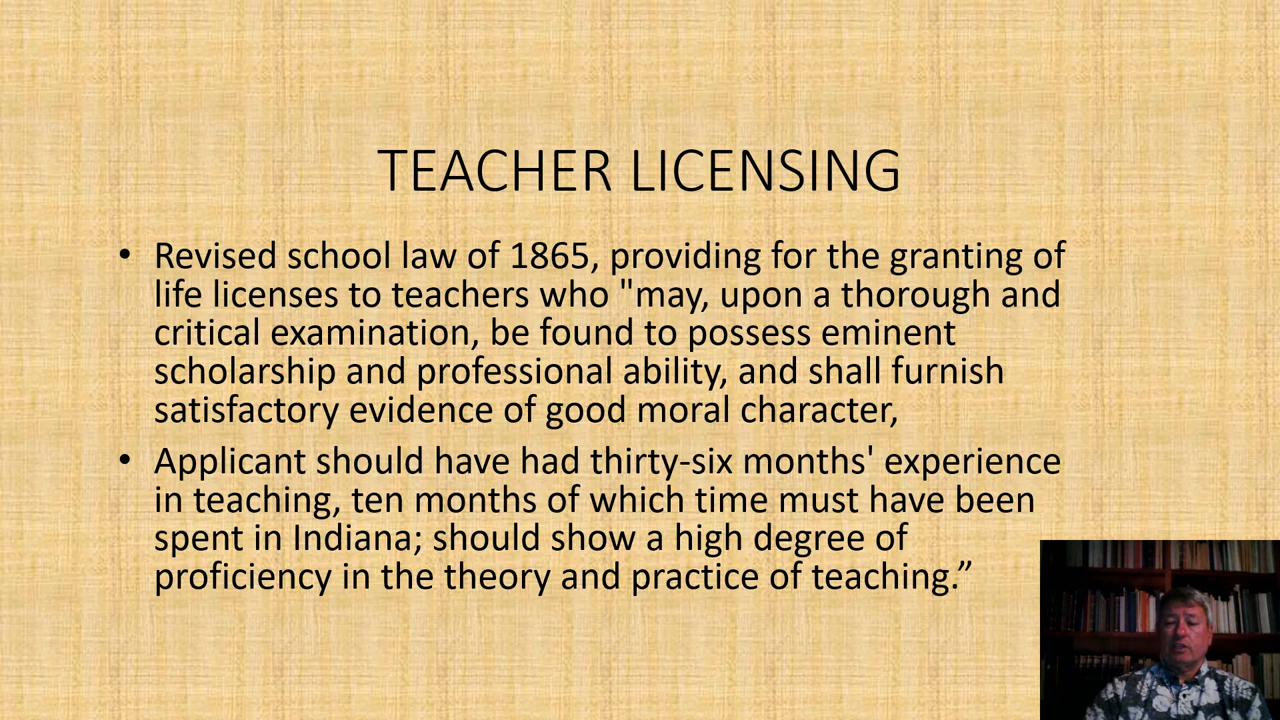 TEACHER LICENSING
• Revised school law of 1865, providing for the granting of
life licenses to teachers who "may, upon a thorough and
critical examination, be found to possess eminent
scholarship and professional ability, and shall furnish
satisfactory evidence of good moral character,
• Applicant should have had thirty-six months' experience
in teaching, ten months of which time must have been
spent in Indiana; should show a high degree of
proficiency in the theory and practice of teaching.”